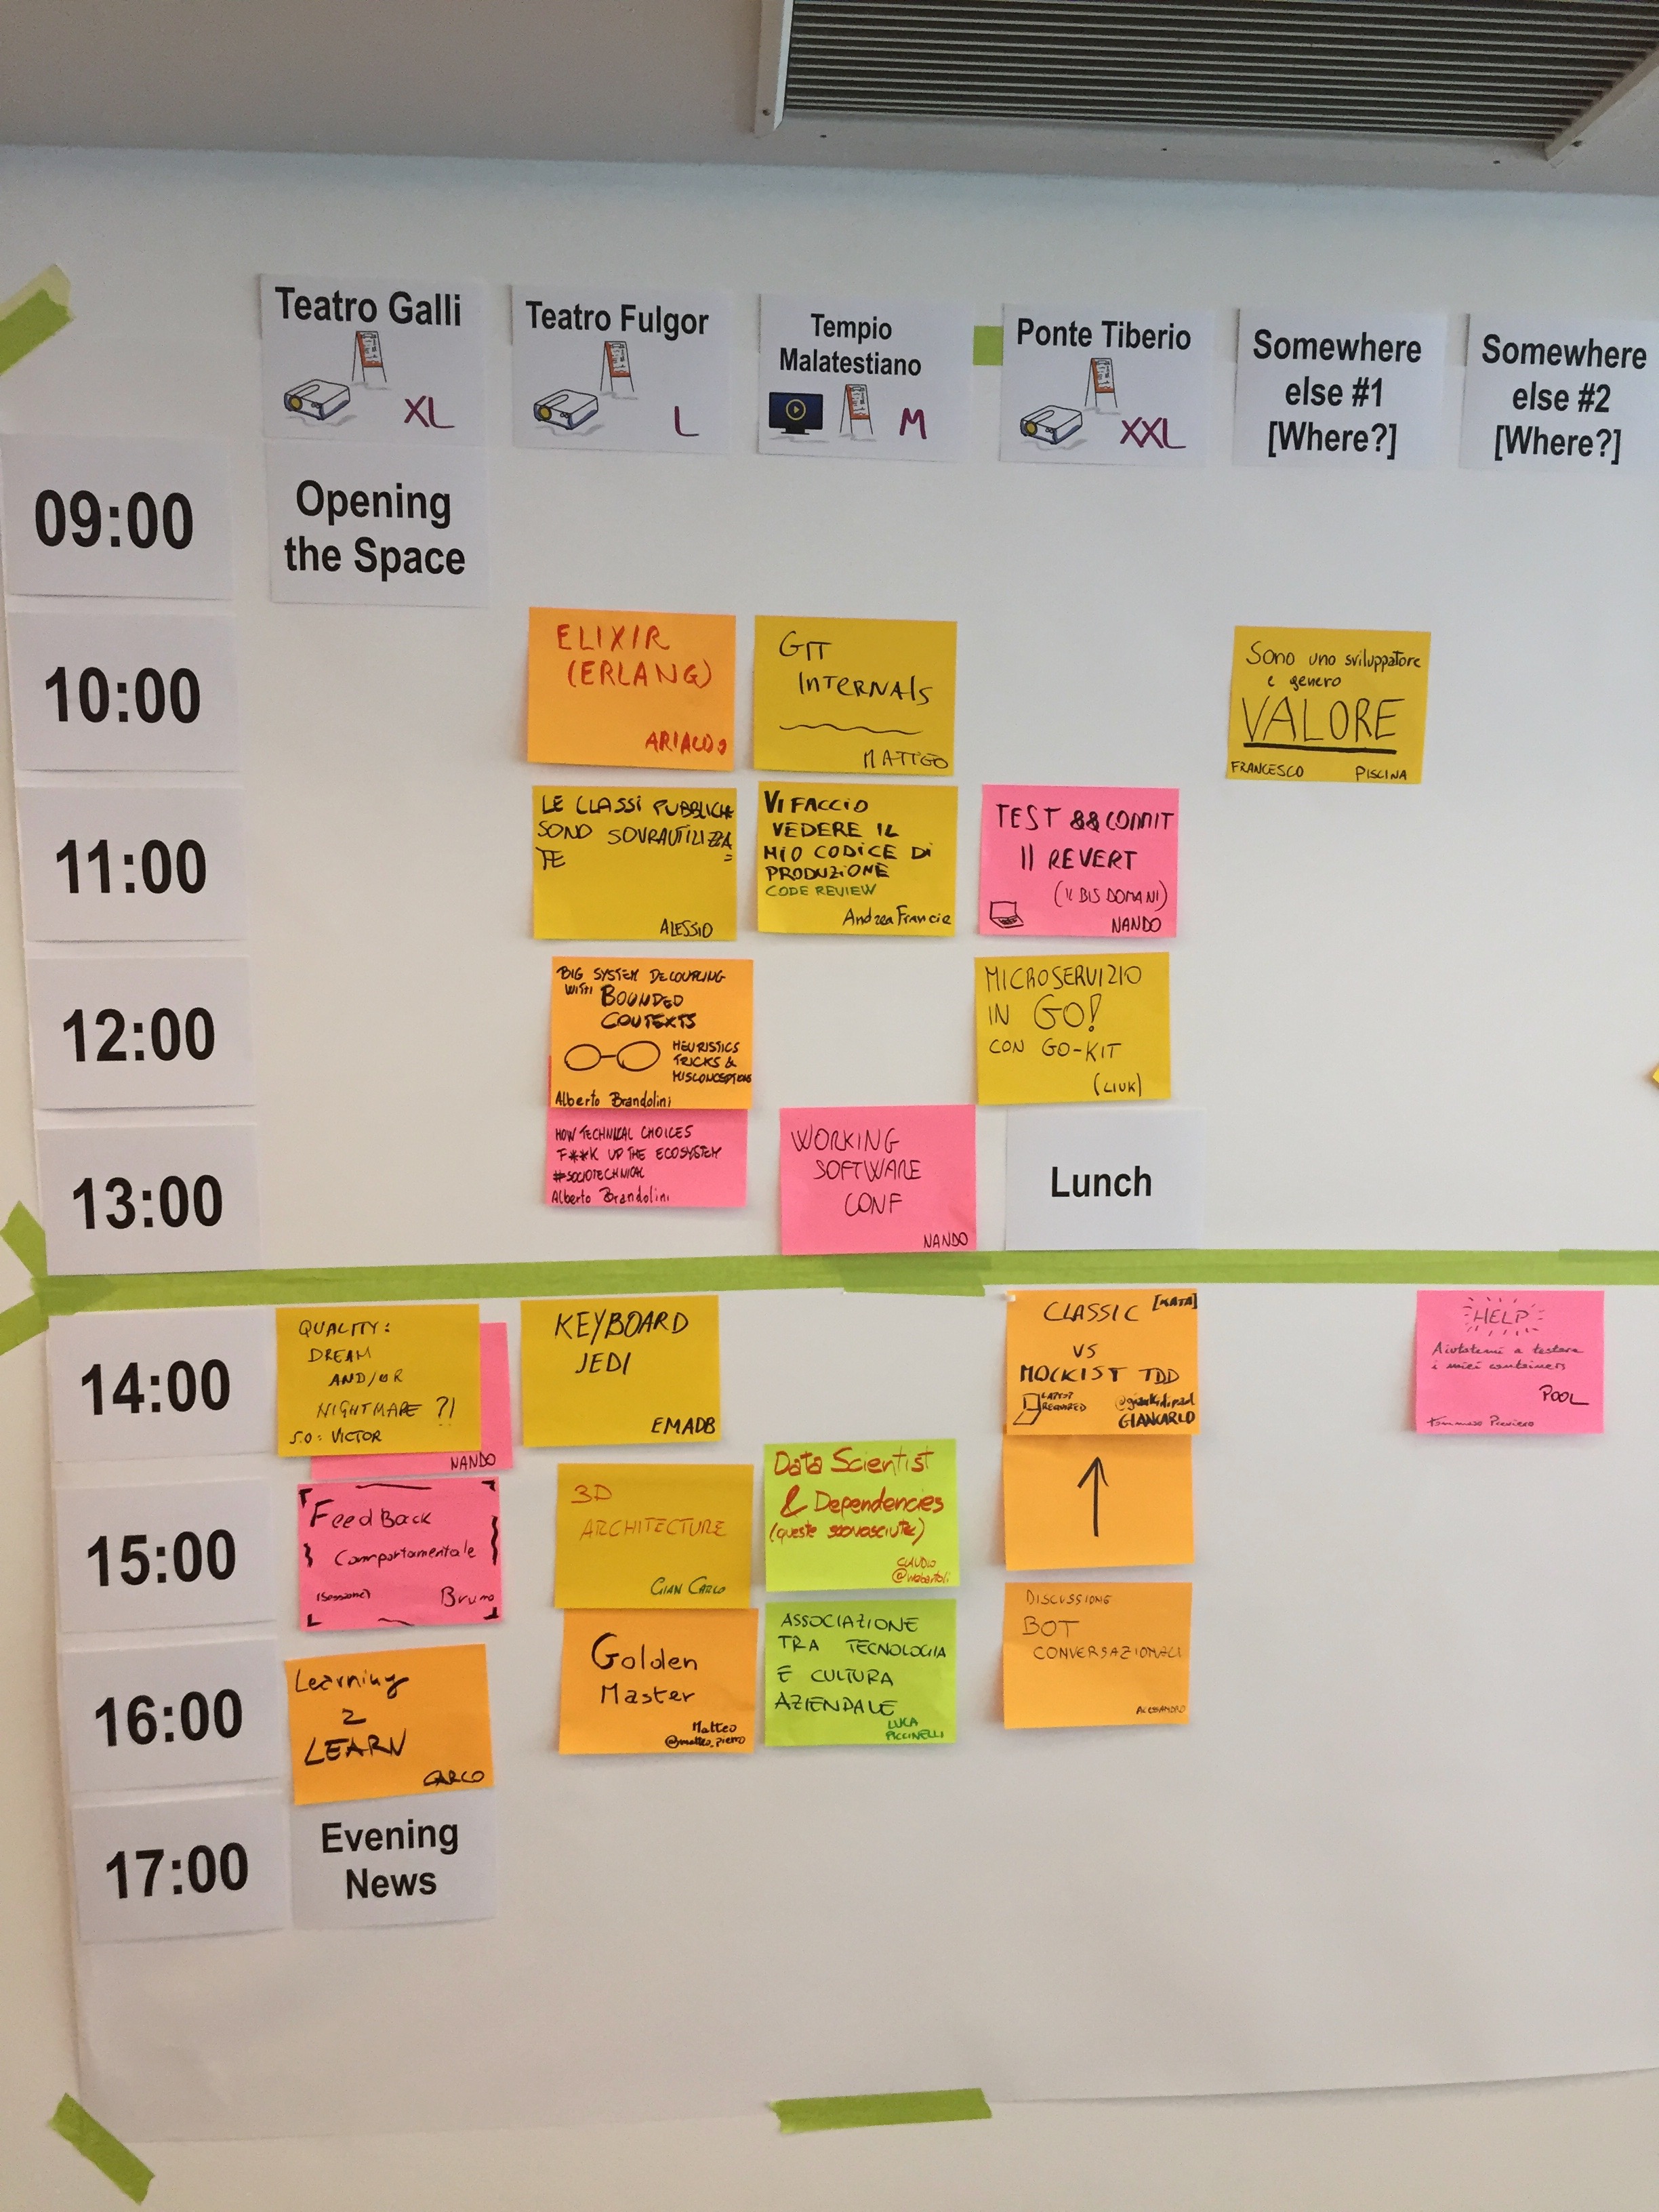 Teatro Galli
XL
Teatro Fulgor
L
Tempio
Malatestiano
M
Ponte Tiberio
XXL
Somewhere
else #1
[Where?]
Somewhere
else #2
[Where?]
09:00
Opening
the Space
10:00
ELIXIR
(ERLANG)
ARIALDO
GIT
INTERNALS
MATTEO
Sono uno sviluppatore
e genero
VALORE
FRANCESCO PISCINA
11:00
LE CLASSI PUBBLICHE
SONO SOVRAUTILIZZA
TE
ALESSIO
VI FACCIO
VEDERE IL
MIO CODICE DI
PRODUZIONE
CODE REVIEW
Andrea Francia
TEST && COMMIT
|| REVERT
(IL BIS DOMANI)
NANDO
12:00
BIG SYSTEM DECOUPLING
WITH BOUNDED
CONTEXTS
HEURISTICS
TRICKS &
MISCONCEPTIONS
Alberto Brandolini
MICROSERVIZIO
IN GO!
CON GO-KIT
(LIUK)
13:00
HOW TECHNICAL CHOICES
F**K UP THE ECOSYSTEM
#SOCIOTECHNICAL
Alberto Brandolini
WORKING
SOFTWARE
CONF
NANDO
Lunch
14:00
QUALITY:
DREAM
AND/OR
NIGHTMARE ?!
S.O.: VICTOR
NANDO
KEYBOARD
JEDI
EMADB
CLASSIC [KATA]
VS
MOCKIST TDD
LAPTOP
REQUIRED
GIANCARLO
HELP
Aiutatemi a testare
i miei containers
POOL
15:00
FeedBack
Comportamentale
(sessione)
Bruno
3D
ARCHITECTURE
GIAN CARLO
Data Scientist
& Dependencies
(queste sconosciute)
CLAUDIO
16:00
Learning
2
LEARN
CARLO
Golden
Master
Matteo
@matteo_pierro
ASSOCIAZIONE
TRA TECNOLOGIA
E CULTURA
AZIENDALE
LUCA
PICCINELLI
DISCUSSIONE
BOT
CONVERSAZIONALI
ALESSANDRO
17:00
Evening
News